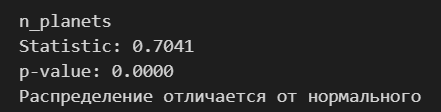 n_planets
Statistic: 0.7041
p-value: 0.0000
Распределение отличается от нормального